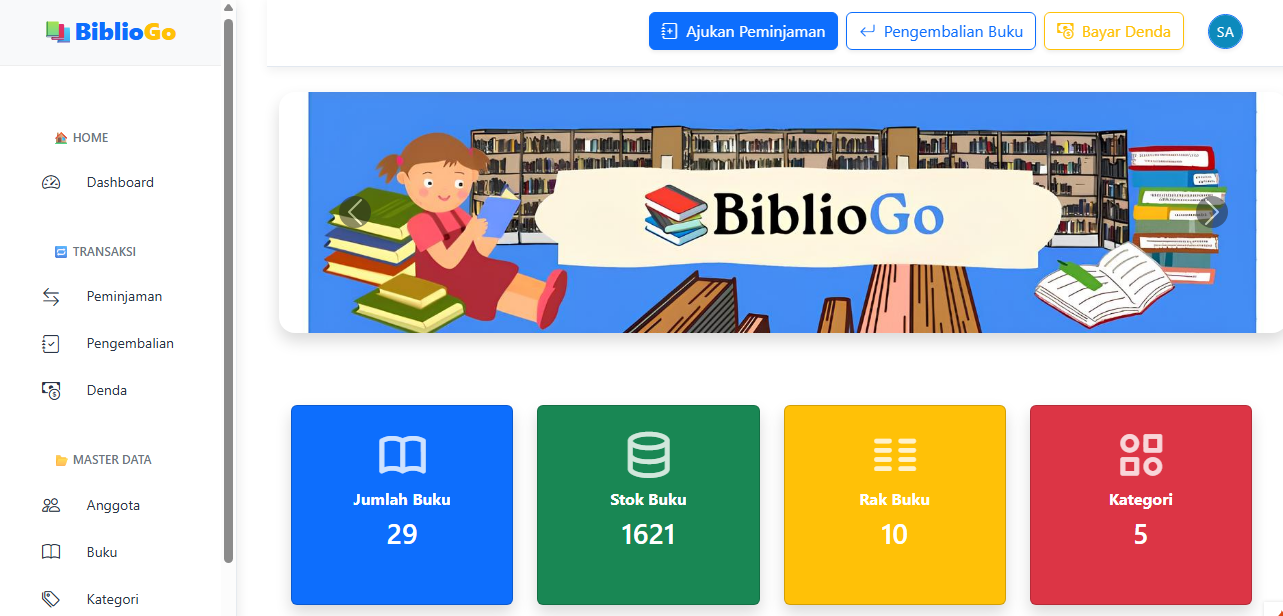 BiblioGo
Ajukan Peminjaman
Pengembalian Buku
Bayar Denda
SA
HOME
Dashboard
TRANSAKSI
Peminjaman
Pengembalian
Denda
MASTER DATA
Anggota
Buku
Kategori
BiblioGo
Jumlah Buku
29
Stok Buku
1621
Rak Buku
10
Kategori
5